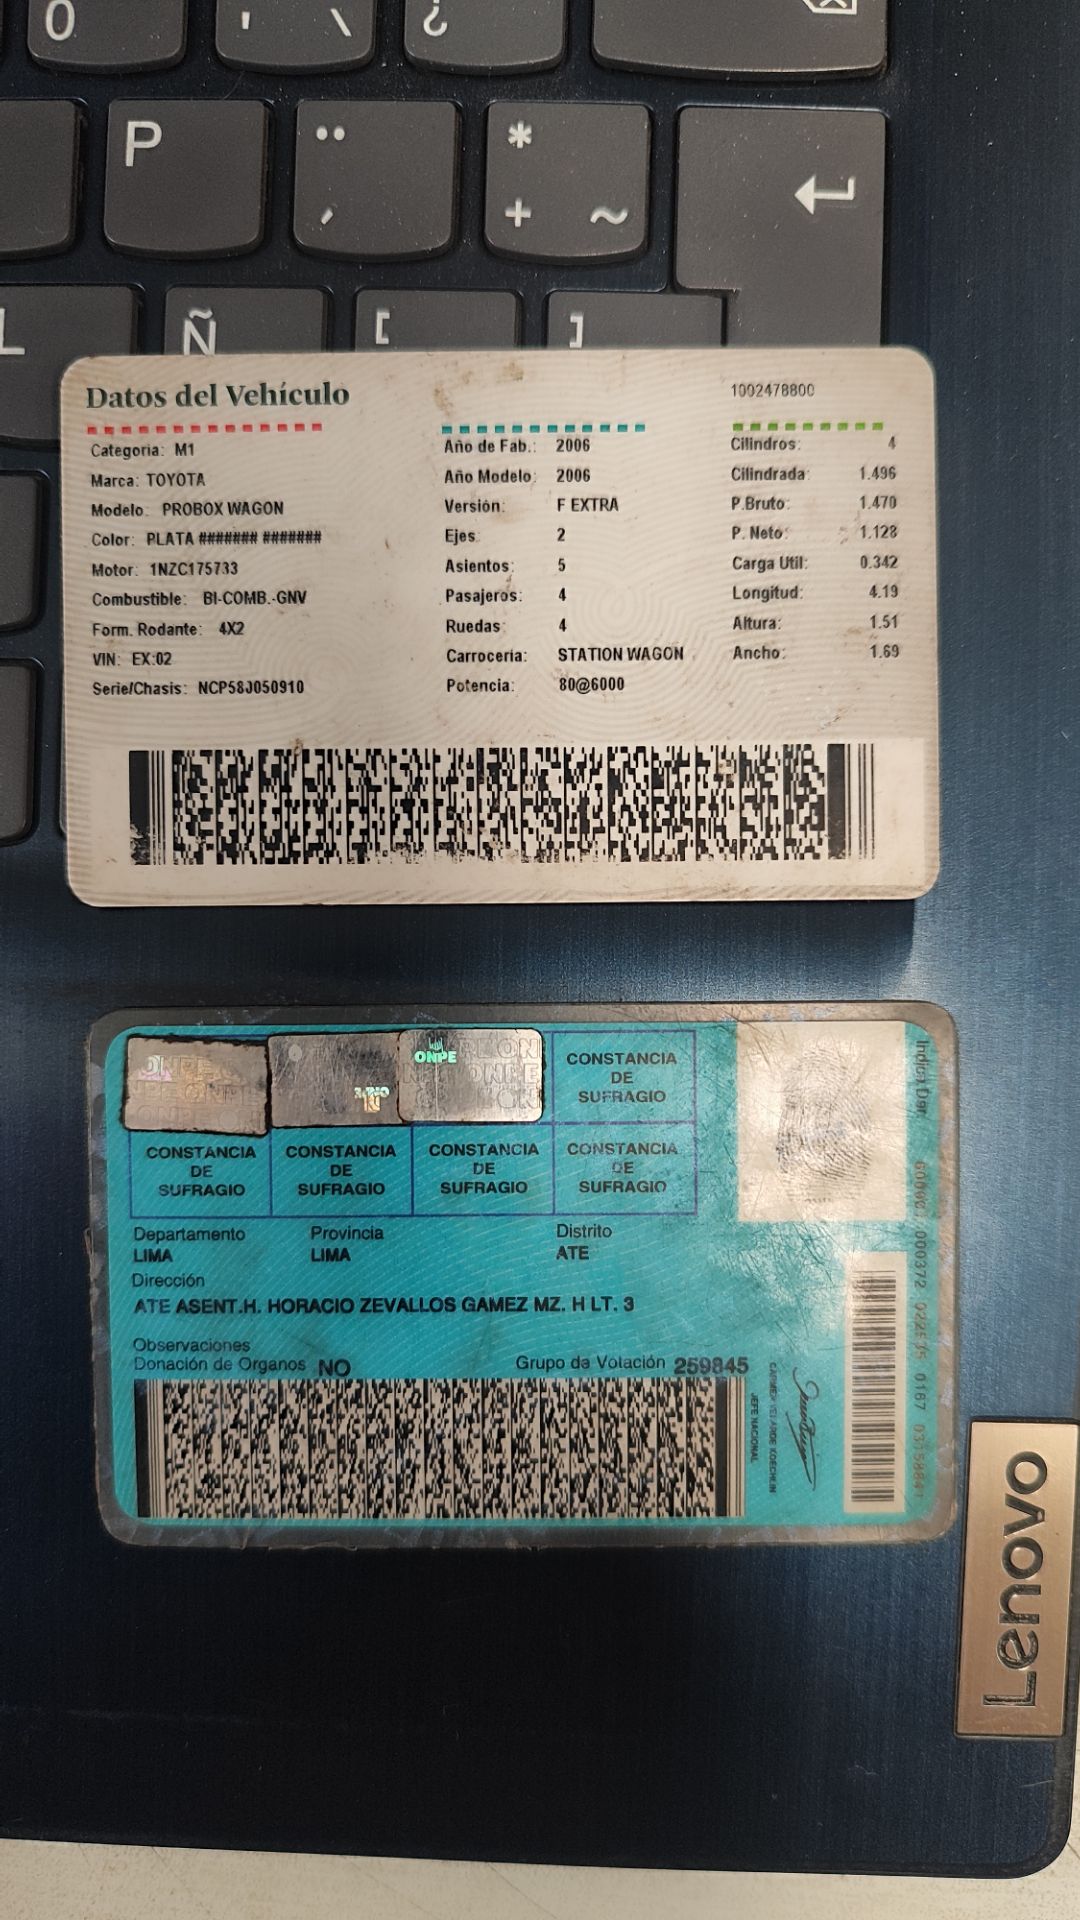 0
' \
¿
P
¨
´
*
+ ~
L
Ñ
[
]
Datos del Vehículo
1002478800
Categoria: M1
Marca: TOYOTA
Modelo: PROBOX WAGON
Color: PLATA ####### #######
Motor: 1NZC175733
Combustible: BI-COMB.-GNV
Form. Rodante: 4X2
VIN: EX:02
Serie/Chasis: NCP58J050910
Año de Fab.: 2006
Año Modelo: 2006
Versión: F EXTRA
Ejes: 2
Asientos: 5
Pasajeros: 4
Ruedas: 4
Carrocería: STATION WAGON
Potencia: 80@6000
Cilindros: 4
Cilindrada: 1.496
P.Bruto: 1.470
P. Neto: 1.128
Carga Util: 0.342
Longitud: 4.19
Altura: 1.51
Ancho: 1.69
ONPE
CONSTANCIA
DE
SUFRAGIO
CONSTANCIA
DE
SUFRAGIO
CONSTANCIA
DE
SUFRAGIO
CONSTANCIA
DE
SUFRAGIO
CONSTANCIA
DE
SUFRAGIO
Departamento Provincia Distrito
LIMA LIMA ATE
Dirección
ATE ASENT.H. HORACIO ZEVALLOS GAMEZ MZ. H LT. 3
Observaciones
Donación de Organos NO Grupo de Votación 259845
JEFE NACIONAL
Lenovo